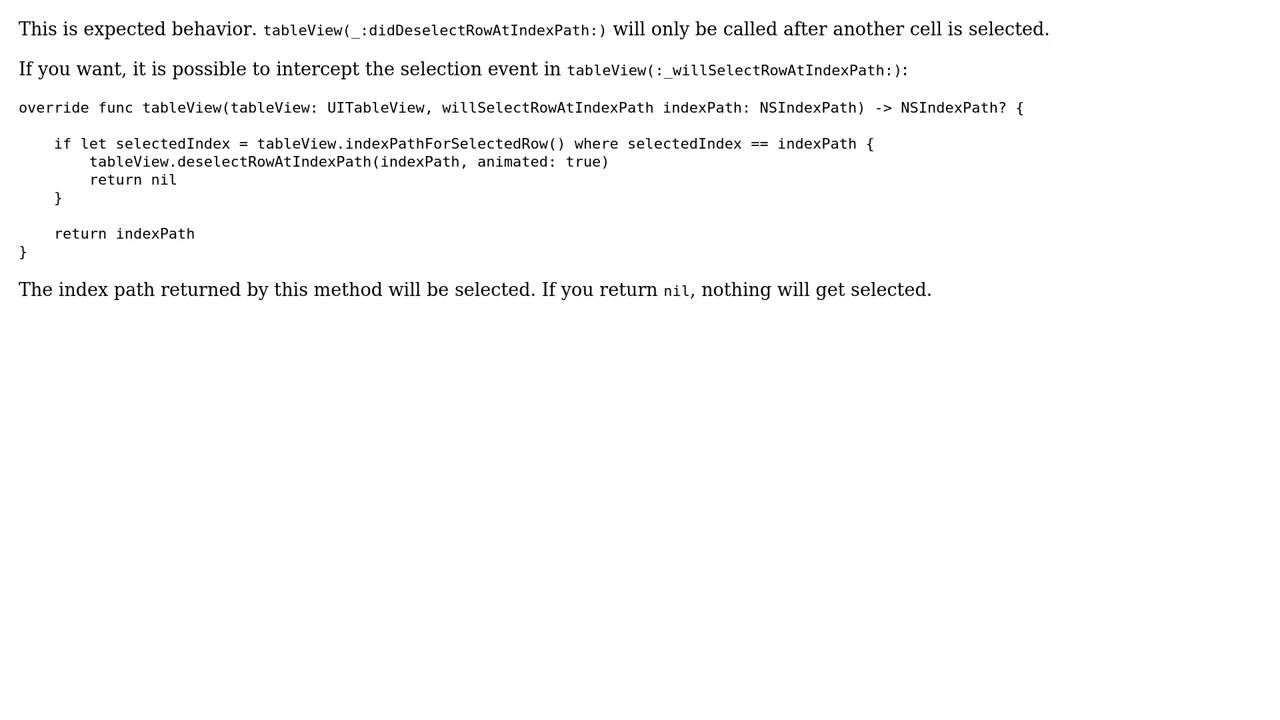 This is expected behavior. tableView(_:didDeselectRowAtIndexPath:) will only be called after another cell is selected.
If you want, it is possible to intercept the selection event in tableView(:_willSelectRowAtIndexPath:):
override func tableView(tableView: UITableView, willSelectRowAtIndexPath indexPath: NSIndexPath) -> NSIndexPath? {
    if let selectedIndex = tableView.indexPathForSelectedRow() where selectedIndex == indexPath {
        tableView.deselectRowAtIndexPath(indexPath, animated: true)
        return nil
    }
    return indexPath
}
The index path returned by this method will be selected. If you return nil, nothing will get selected.